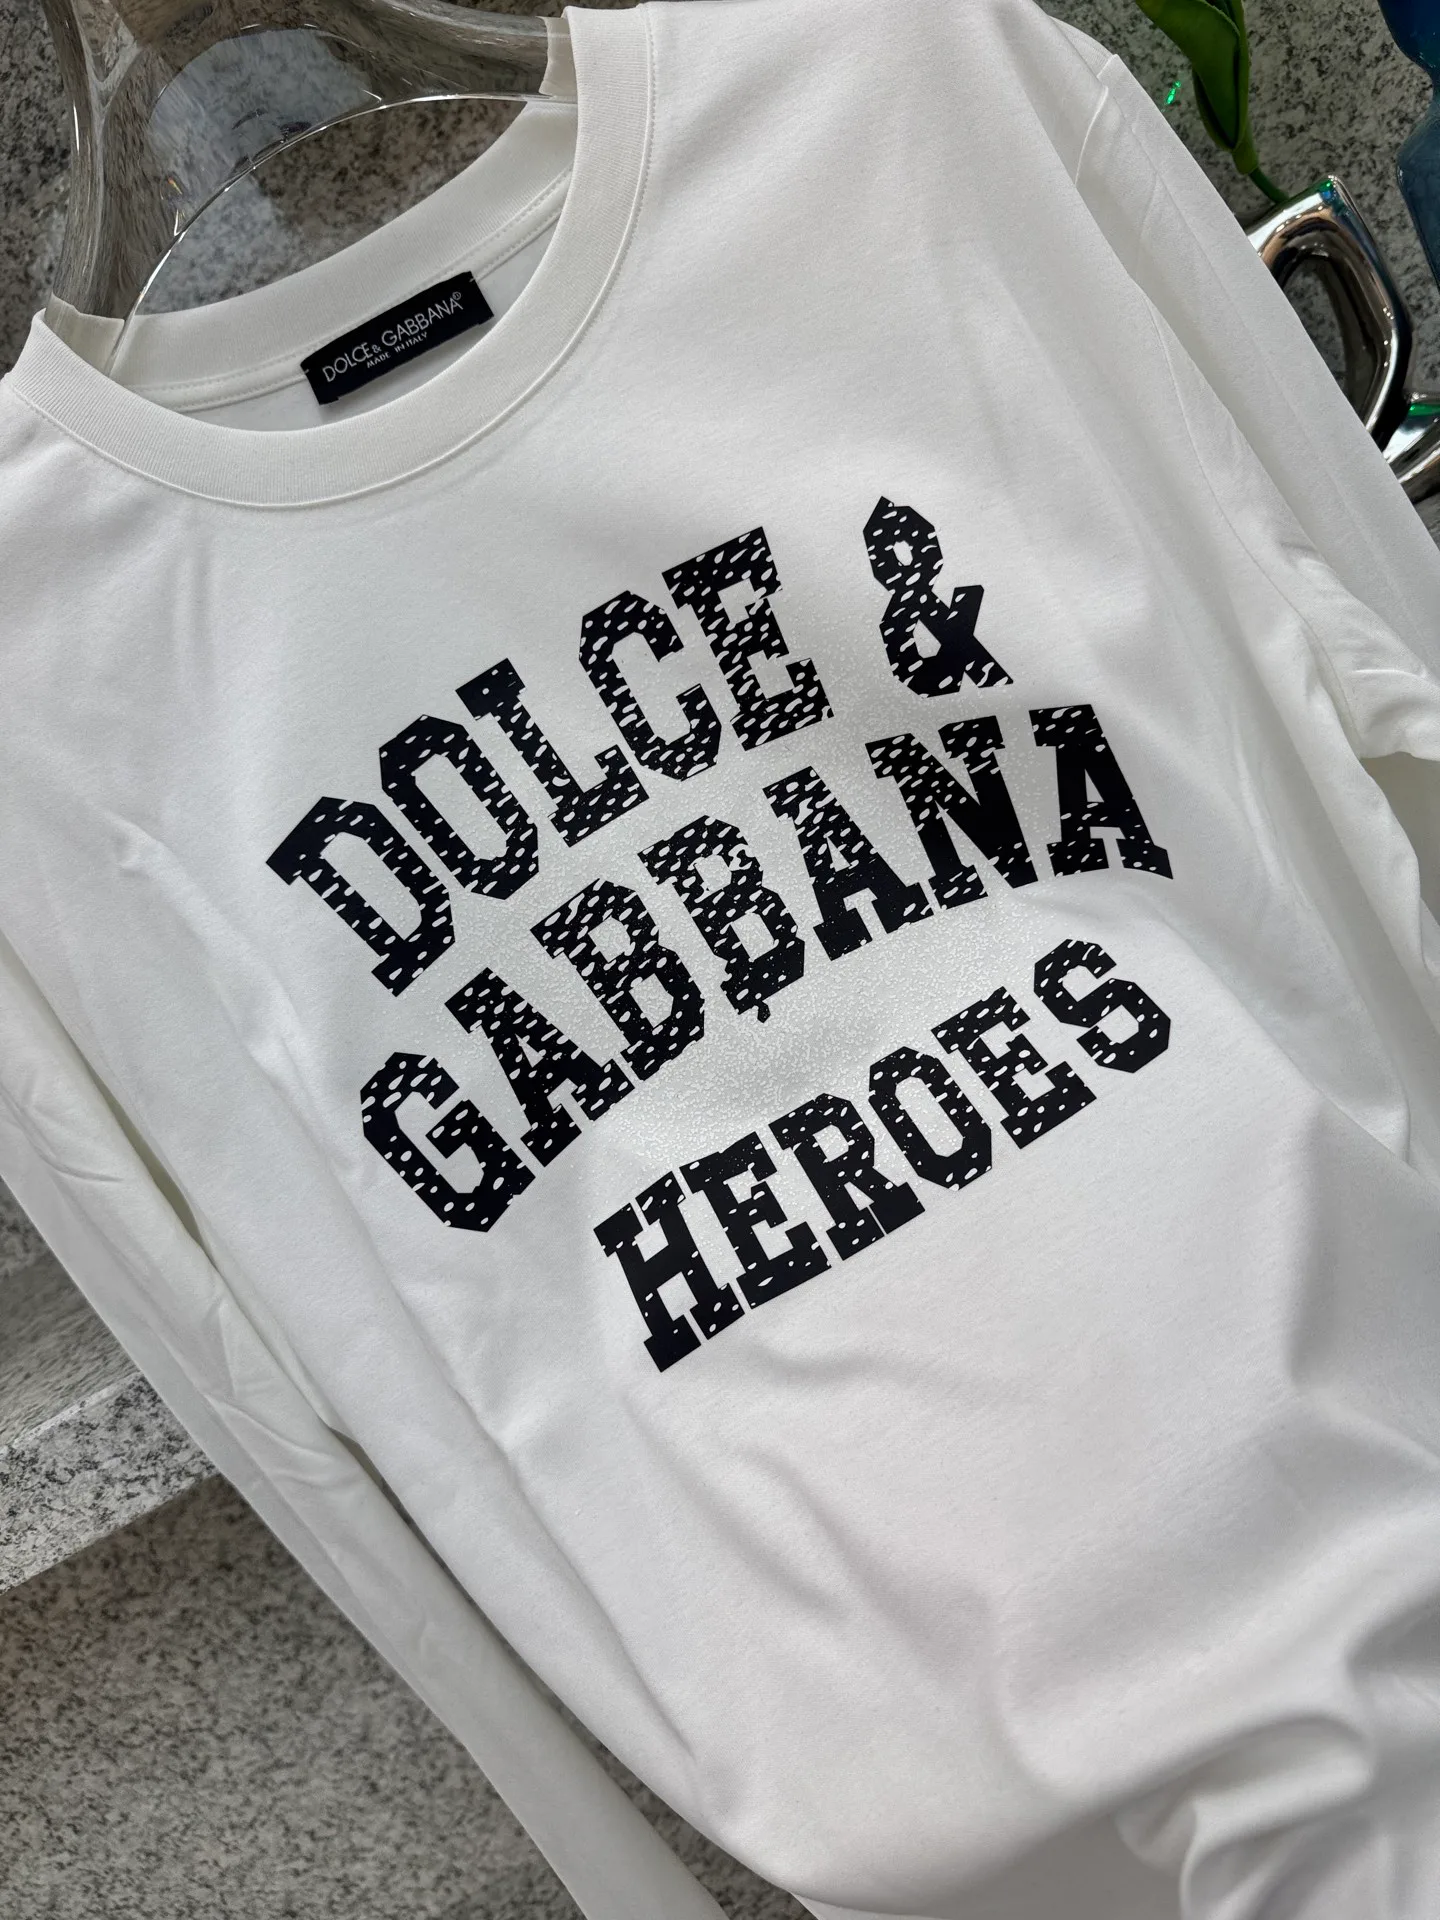 DOLCE & GABBANA®
MADE IN ITALY
DOLCE &
GABBANA
HEROES